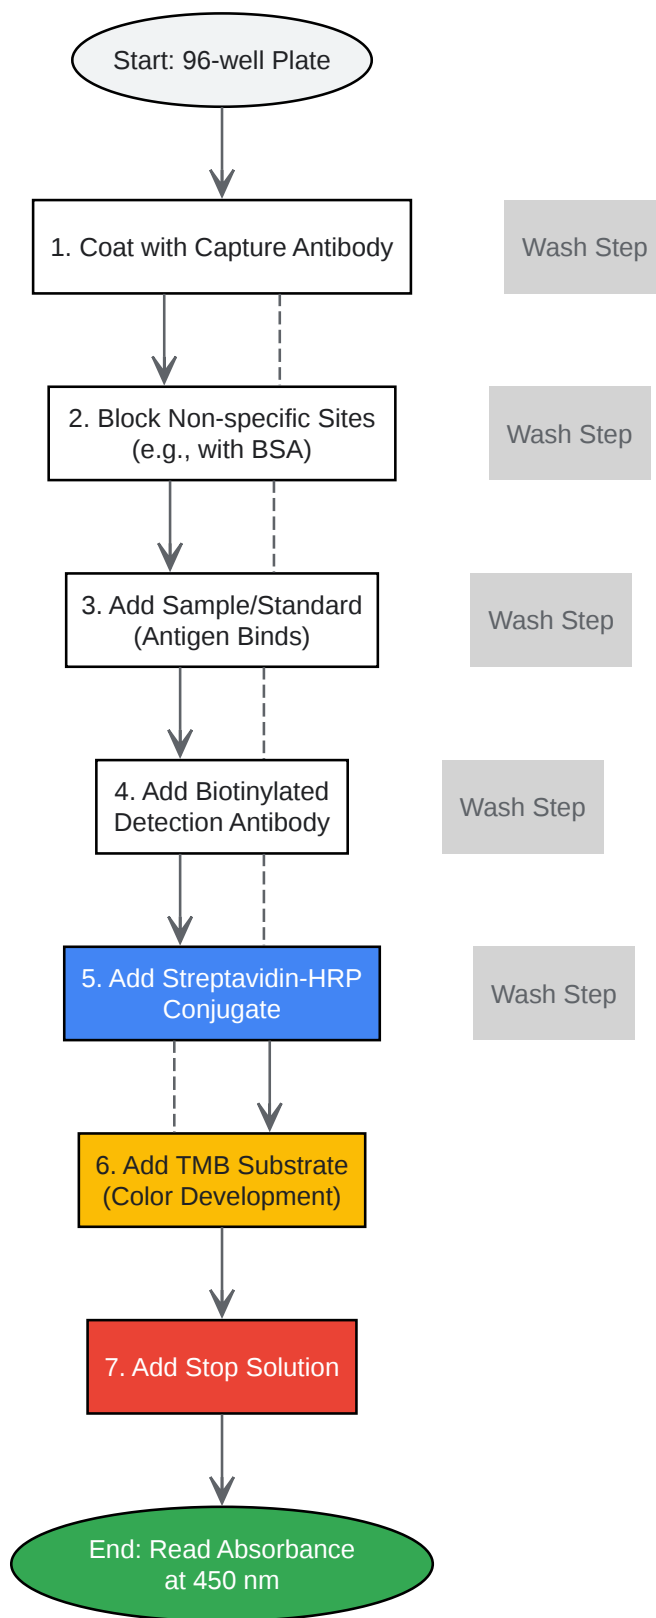 Start: 96-well Plate
1. Coat with Capture Antibody
Wash Step
2. Block Non-specific Sites
(e.g., with BSA)
Wash Step
3. Add Sample/Standard
(Antigen Binds)
Wash Step
4. Add Biotinylated
Detection Antibody
Wash Step
5. Add Streptavidin-HRP
Conjugate
Wash Step
6. Add TMB Substrate
(Color Development)
7. Add Stop Solution
End: Read Absorbance
at 450 nm